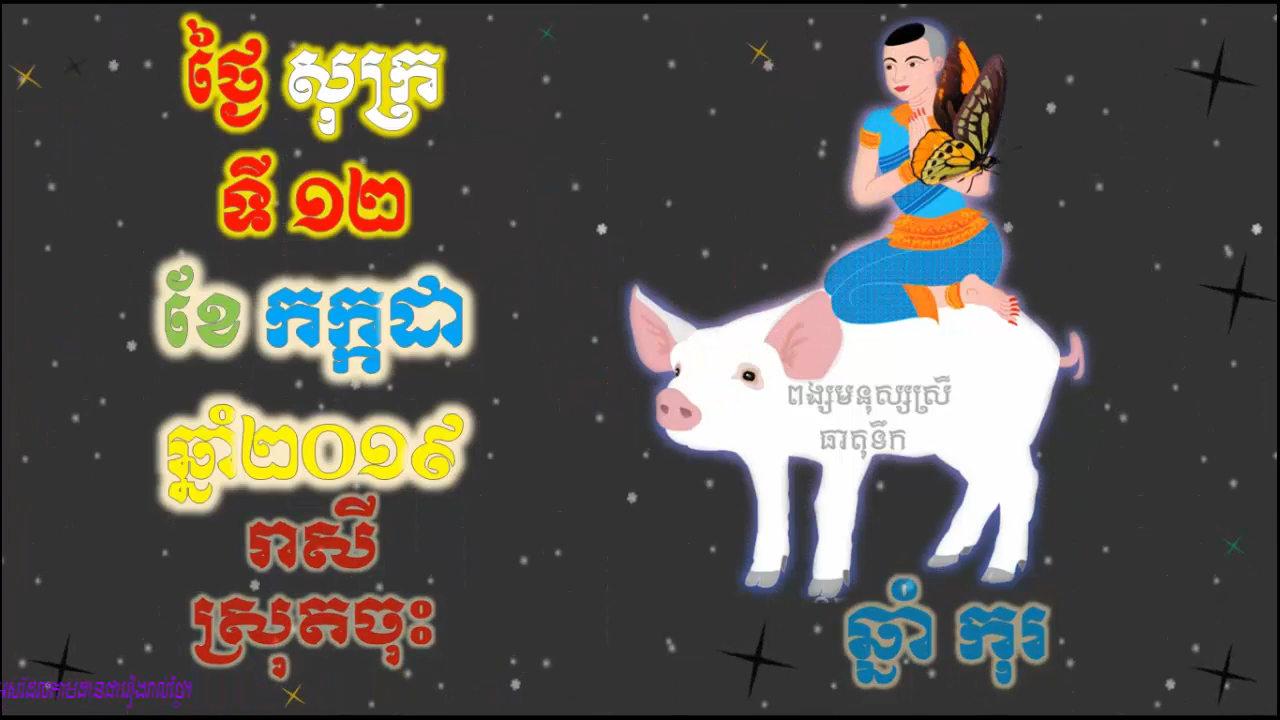 ថ្ងៃ សុក្រ
ទី ១២
ខែ កក្កដា
ឆ្នាំ២០១៩
រាសី
ស្រុតចុះ
ពង្សមនុស្សស្រី
ធាតុទឹក
ឆ្នាំ កុរ